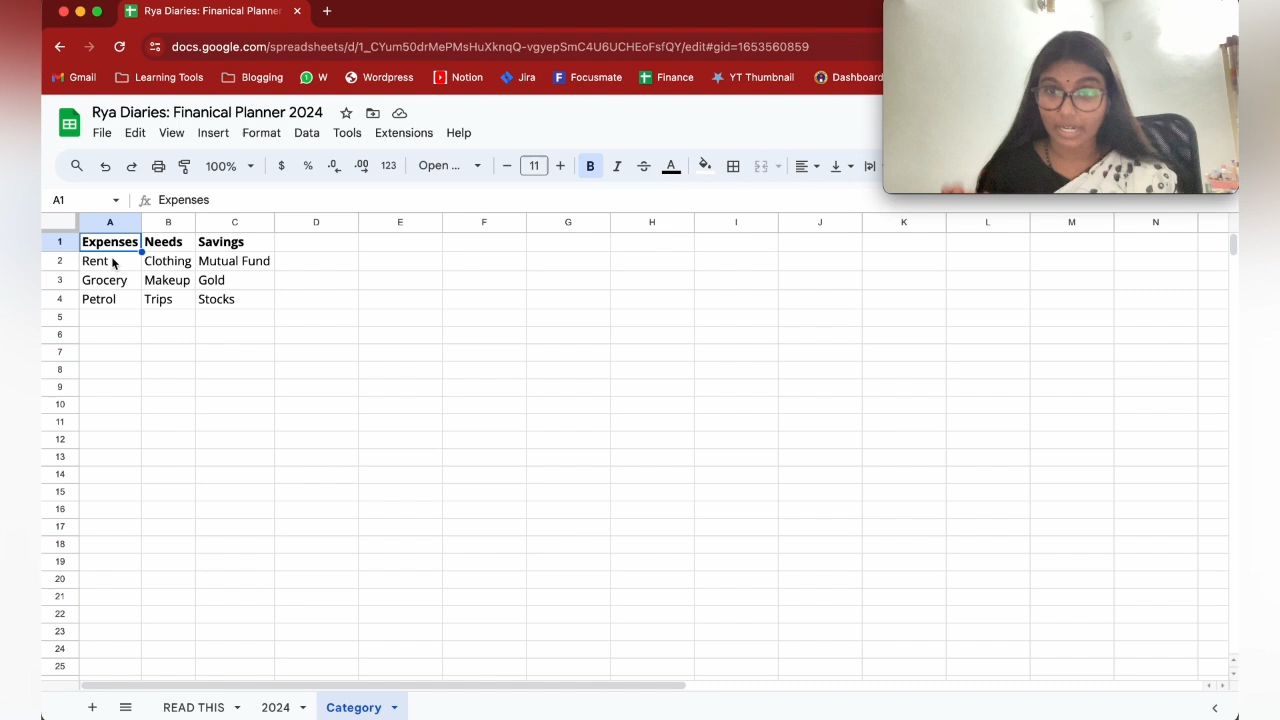 Rya Diaries: Finanical Planner
docs.google.com/spreadsheets/d/1_CYum50drMePMsHuXknqQ-vgyepSmC4U6UCHEoFsfQY/edit#gid=1653560859
Gmail Learning Tools Blogging W Wordpress Notion Jira Focusmate Finance YT Thumbnail Dashboard
Rya Diaries: Finanical Planner 2024
File Edit View Insert Format Data Tools Extensions Help
100% $ % .0 .00 123 Open ... 11 B I A
A1 fx Expenses
A B C D E F G H I J K L M N
1 Expenses Needs Savings
2 Rent Clothing Mutual Fund
3 Grocery Makeup Gold
4 Petrol Trips Stocks
5
6
7
8
9
10
11
12
13
14
15
16
17
18
19
20
21
22
23
24
25
READ THIS 2024 Category